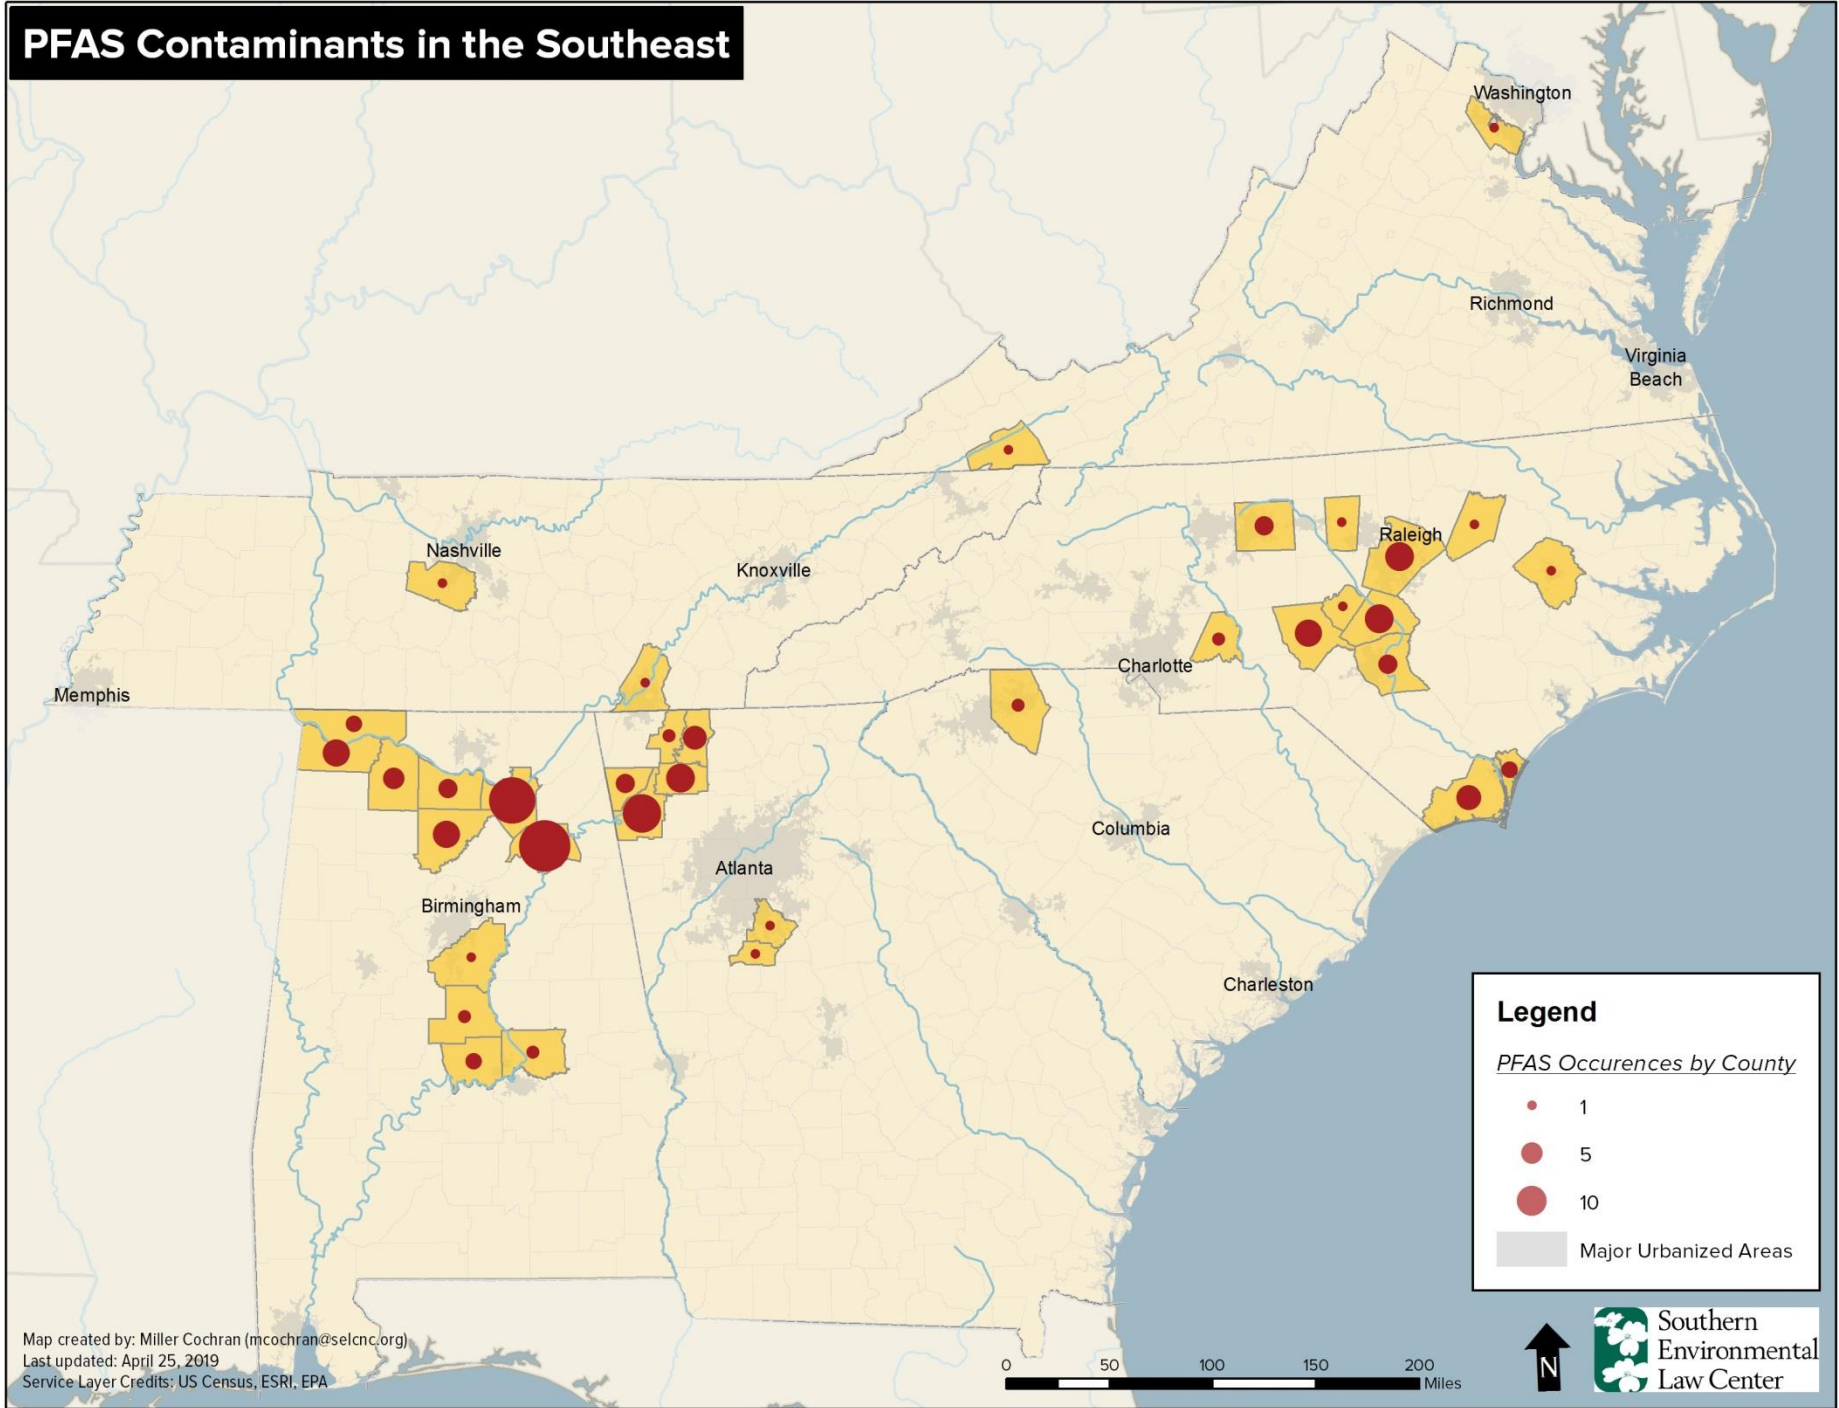 PFAS Contaminants in the Southeast
Washington
Richmond
Virginia
Beach
Nashville
Knoxville
Raleigh
Memphis
Charlotte
Columbia
Atlanta
Birmingham
Charleston
Legend
PFAS Occurences by County
1
5
10
Major Urbanized Areas
Map created by: Miller Cochran (mcochran@selcnc.org)
Last updated: April 25, 2019
Service Layer Credits: US Census, ESRI, EPA
0 50 100 150 200
Miles
N
Southern
Environmental
Law Center